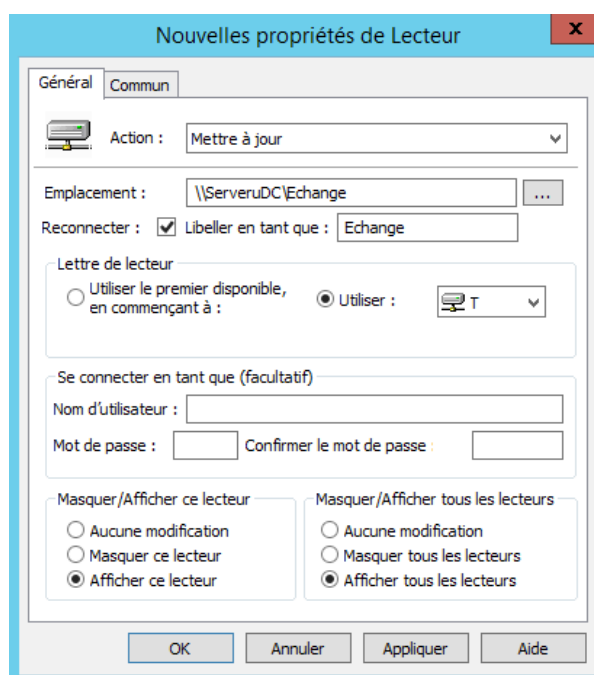 Nouvelles propriétés de Lecteur
x
Général Commun
Action : Mettre à jour
Emplacement : \\ServeruDC\Echange ...
Reconnecter : Libeller en tant que : Echange
Lettre de lecteur
Utiliser le premier disponible,
en commençant à :
Utiliser : T
Se connecter en tant que (facultatif)
Nom d'utilisateur :
Mot de passe : Confirmer le mot de passe :
Masquer/Afficher ce lecteur
Aucune modification
Masquer ce lecteur
Afficher ce lecteur
Masquer/Afficher tous les lecteurs
Aucune modification
Masquer tous les lecteurs
Afficher tous les lecteurs
OK Annuler Appliquer Aide